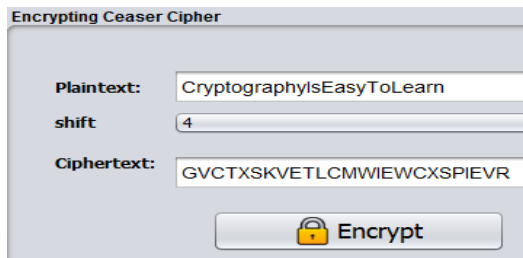 Encrypting Ceaser Cipher
Plaintext: CryptographyIsEasyToLearn
shift 4
Ciphertext: GVCTXSKVETLCMWIEWCXSPIEVR
Encrypt